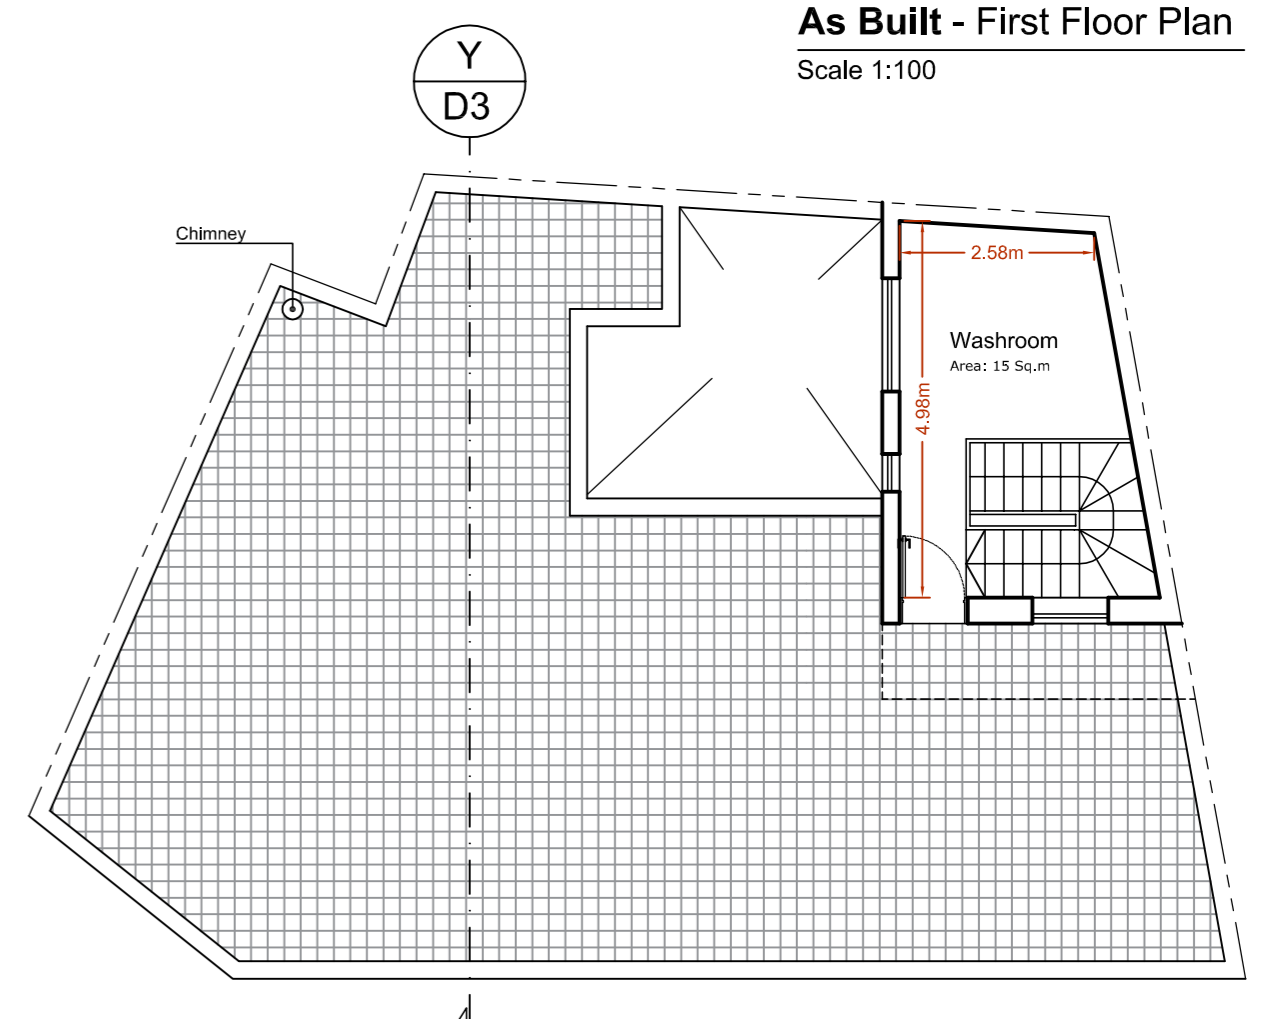 As Built - First Floor Plan
Scale 1:100
Y
D3
Chimney
2.58m
Washroom
Area: 15 Sq.m
4.98m